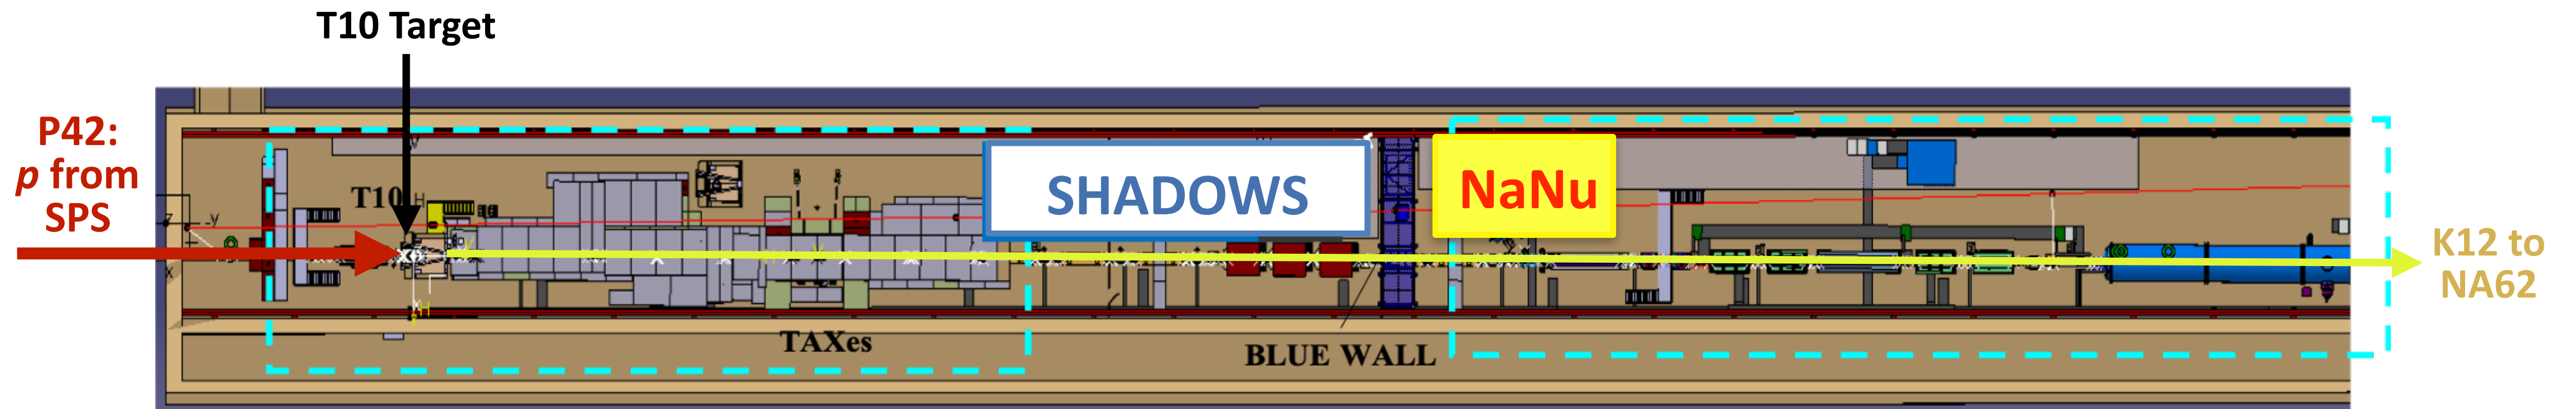 T10 Target
P42:
p from
SPS
T10
H
-y
x
SHADOWS
NaNu
K12 to
NA62
TAXes
BLUE WALL